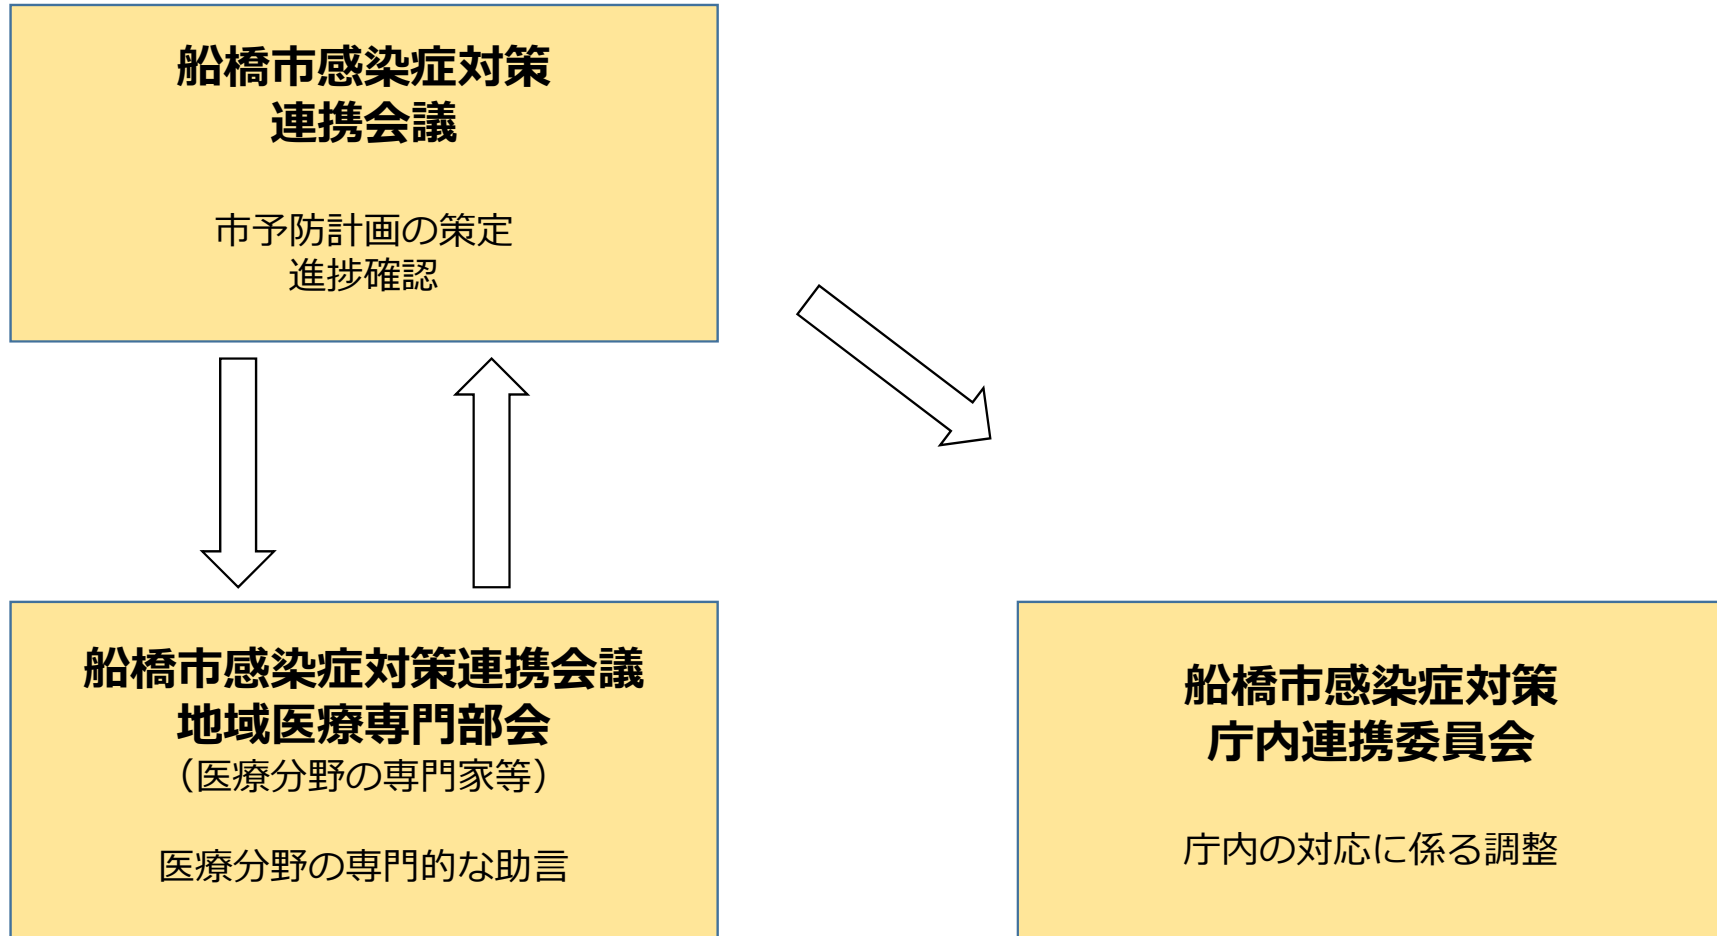 船橋市感染症対策
連携会議
市予防計画の策定
進捗確認
船橋市感染症対策連携会議
地域医療専門部会
（医療分野の専門家等）
医療分野の専門的な助言
船橋市感染症対策
庁内連携委員会
庁内の対応に係る調整